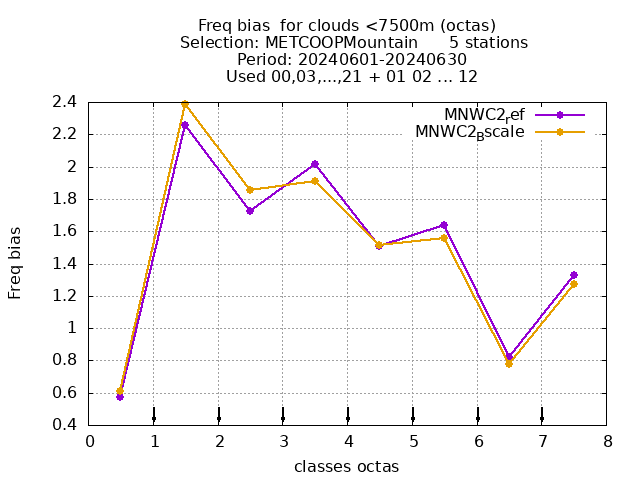 Freq bias  for clouds <7500m (octas)
Selection: METCOOPMountain      5 stations
Period: 20240601-20240630
Used 00,03,...,21 + 01 02 ... 12
MNWC2ref
MNWC2Bscale
2.4
2.2
2
1.8
1.6
1.4
1.2
1
0.8
0.6
0.4
Freq bias
0 1 2 3 4 5 6 7 8
classes octas